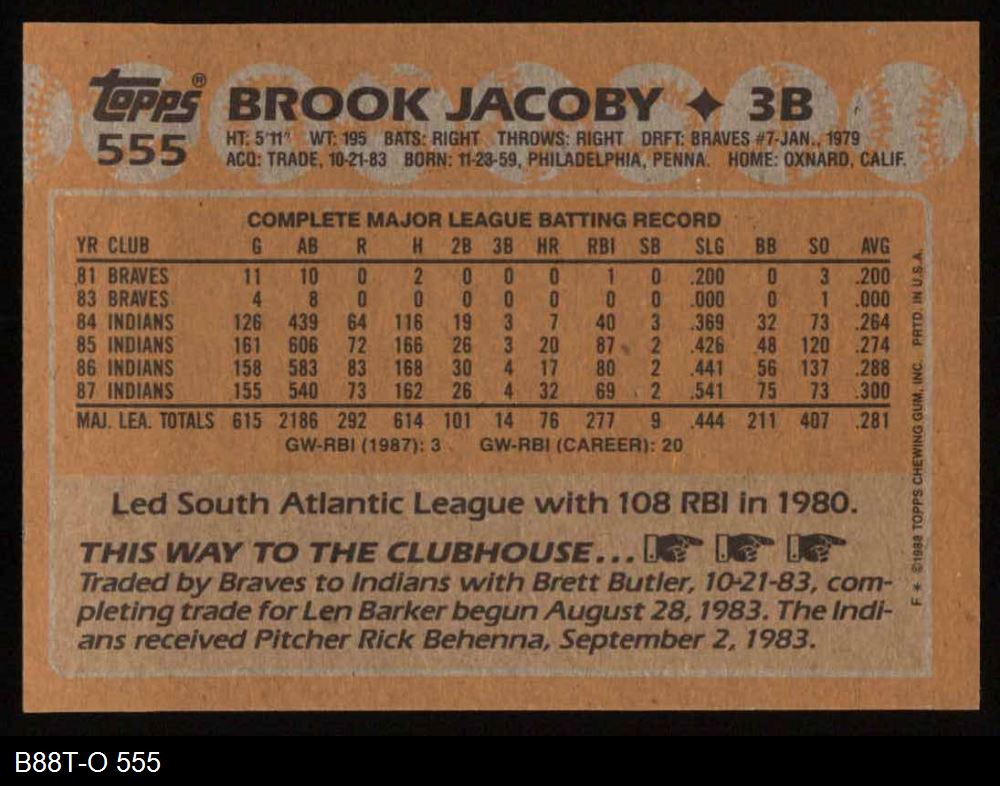 Topps® BROOK JACOBY ✦ 3B
555 HT: 5'11" WT: 195 BATS: RIGHT THROWS: RIGHT DRFT: BRAVES #7-JAN., 1979
ACQ: TRADE, 10-21-83 BORN: 11-23-59, PHILADELPHIA, PENNA. HOME: OXNARD, CALIF.
COMPLETE MAJOR LEAGUE BATTING RECORD
YR CLUB G AB R H 2B 3B HR RBI SB SLG BB SO AVG
81 BRAVES 11 10 0 2 0 0 0 1 0 .200 0 3 .200
83 BRAVES 4 8 0 0 0 0 0 0 0 .000 0 1 .000
84 INDIANS 126 439 64 116 19 3 7 40 3 .369 32 73 .264
85 INDIANS 161 606 72 166 26 3 20 87 2 .426 48 120 .274
86 INDIANS 158 583 83 168 30 4 17 80 2 .441 56 137 .288
87 INDIANS 155 540 73 162 26 4 32 69 2 .541 75 73 .300
MAJ. LEA. TOTALS 615 2186 292 614 101 14 76 277 9 .444 211 407 .281
GW-RBI (1987): 3 GW-RBI (CAREER): 20
Led South Atlantic League with 108 RBI in 1980.
THIS WAY TO THE CLUBHOUSE...
Traded by Braves to Indians with Brett Butler, 10-21-83, com-
pleting trade for Len Barker begun August 28, 1983. The Indi-
ans received Pitcher Rick Behenna, September 2, 1983.
F * ©1988 TOPPS CHEWING GUM, INC. PRTD. IN U.S.A.
B88T-O 555